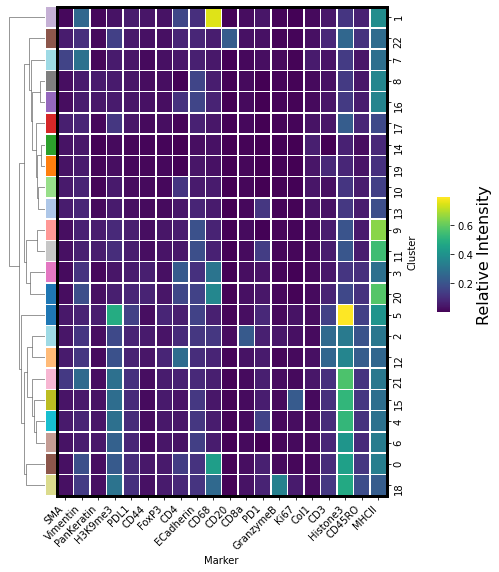 1
22
7
8
16
17
14
19
10
13
9
11
3
20
5
2
12
21
15
4
6
0
18
Cluster
0.6
0.4
0.2
Relative Intensity
SMA
Vimentin
PanKeratin
H3K9me3
PDL1
CD44
FoxP3
CD4
ECadherin
CD68
CD20
CD8a
PD1
GranzymeB
Ki67
Col1
CD3
Histone3
CD45RO
MHCII
Marker